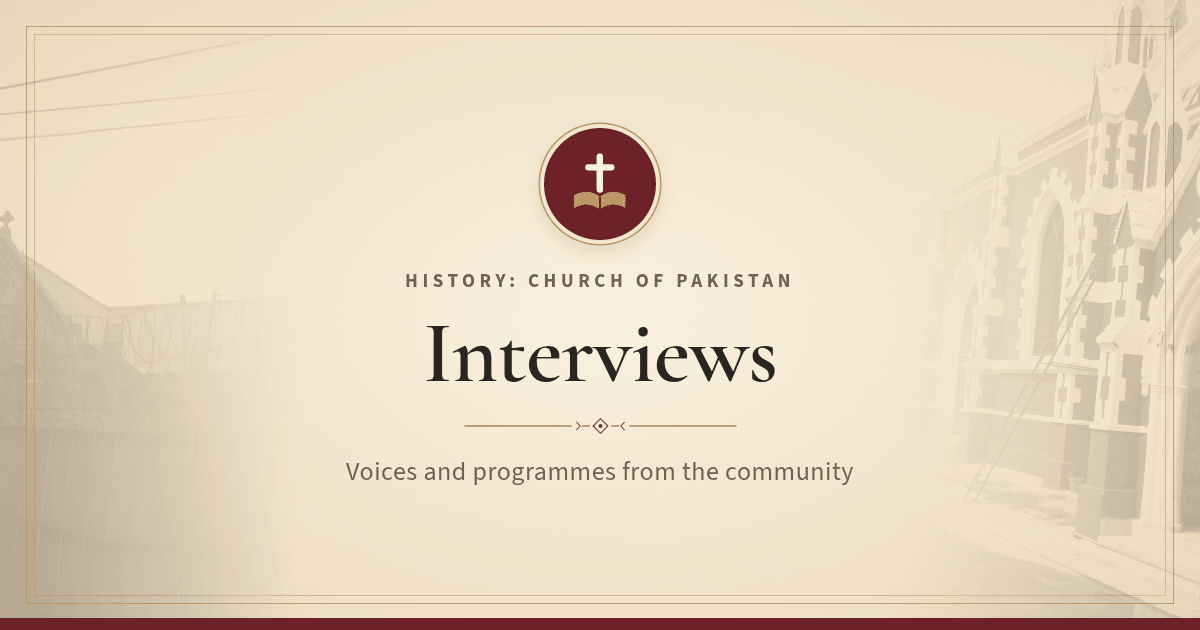 HISTORY: CHURCH OF PAKISTAN
Interviews
Voices and programmes from the community